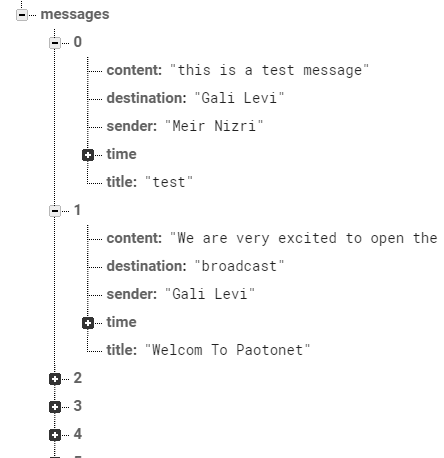 messages
0
content: "this is a test message"
destination: "Gali Levi"
sender: "Meir Nizri"
time
title: "test"
1
content: "We are very excited to open the
destination: "broadcast"
sender: "Gali Levi"
time
title: "Welcom To Paotonet"
2
3
4